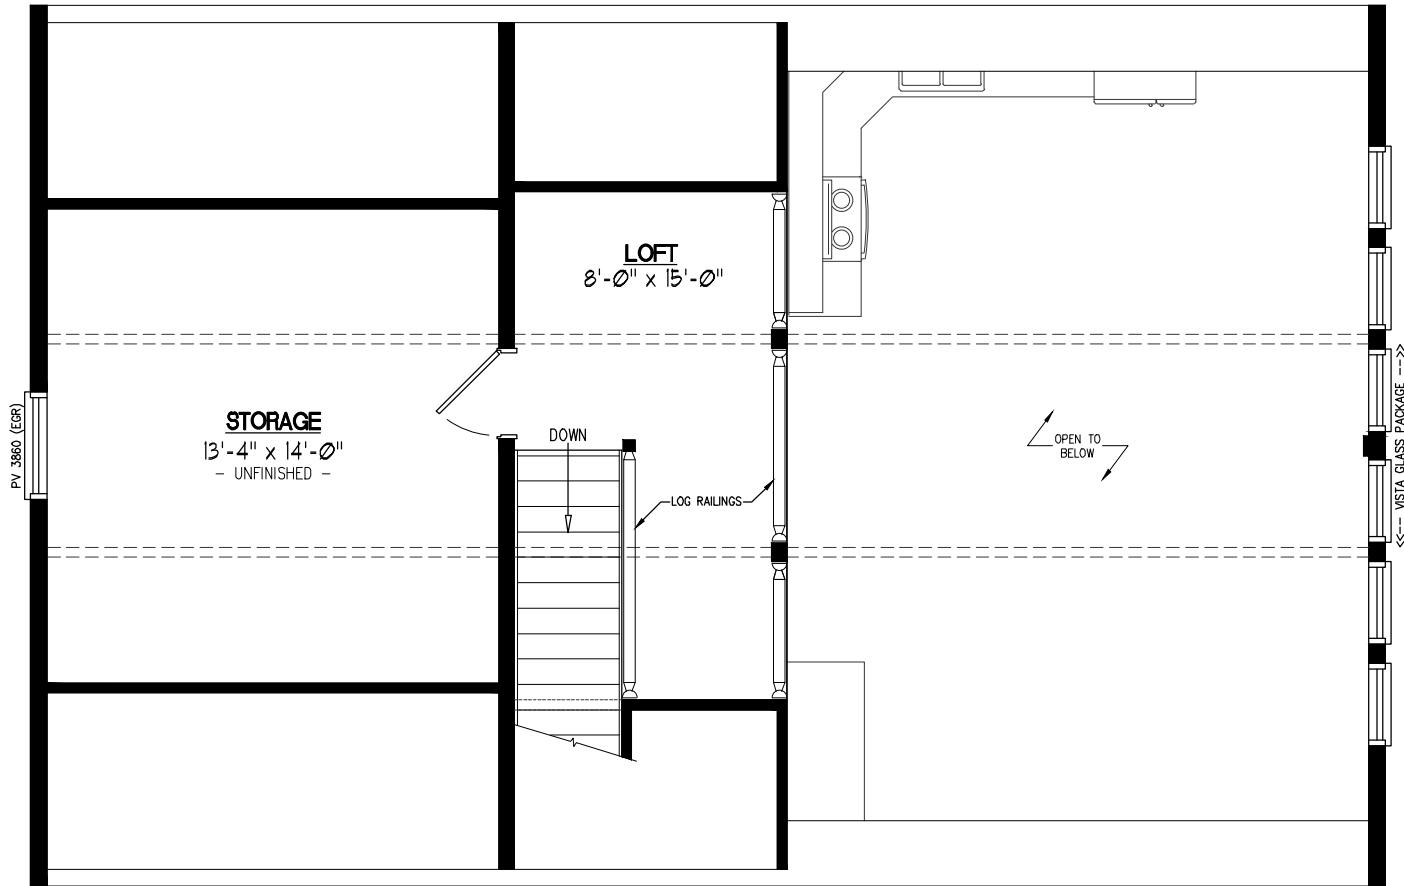 LOFT
8'-0" x 15'-0"
STORAGE
13'-4" x 14'-0"
- UNFINISHED -
DOWN
LOG RAILINGS
OPEN TO
BELOW
PV 3860 (EGR)
<<--- VISTA GLASS PACKAGE --->>